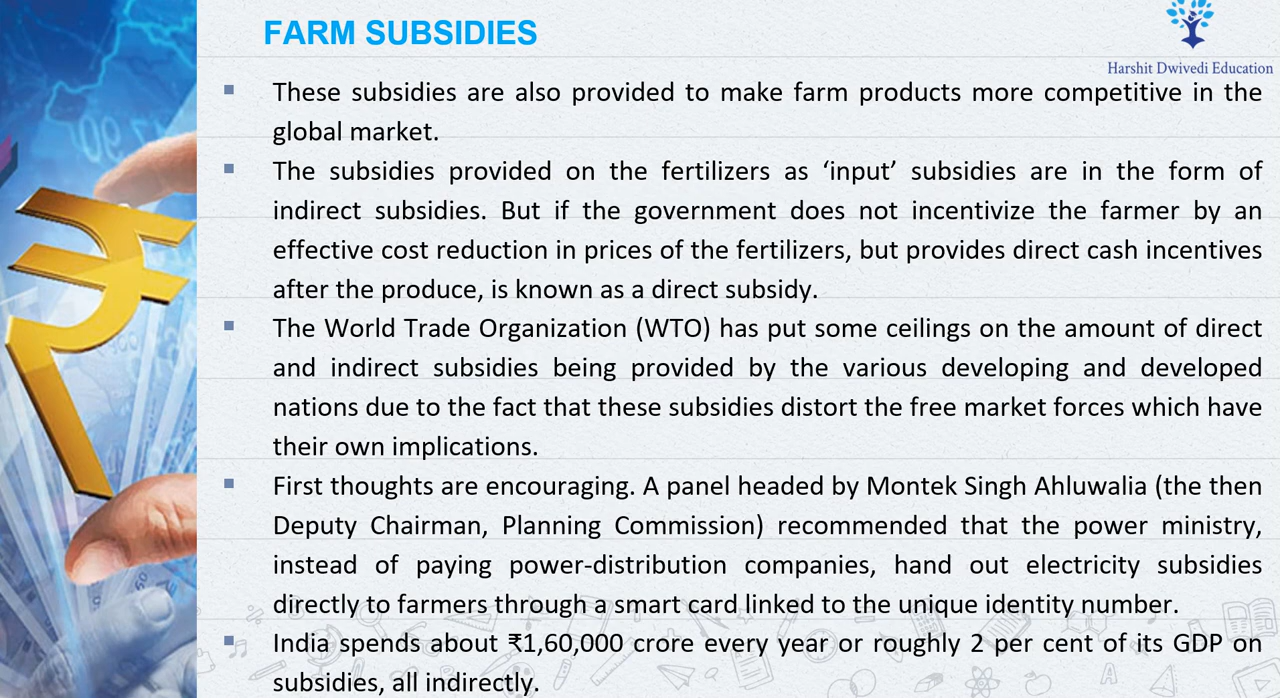 FARM SUBSIDIES
Harshit Dwivedi Education
▪ These subsidies are also provided to make farm products more competitive in the
global market.
▪ The subsidies provided on the fertilizers as ‘input’ subsidies are in the form of
indirect subsidies. But if the government does not incentivize the farmer by an
effective cost reduction in prices of the fertilizers, but provides direct cash incentives
after the produce, is known as a direct subsidy.
▪ The World Trade Organization (WTO) has put some ceilings on the amount of direct
and indirect subsidies being provided by the various developing and developed
nations due to the fact that these subsidies distort the free market forces which have
their own implications.
▪ First thoughts are encouraging. A panel headed by Montek Singh Ahluwalia (the then
Deputy Chairman, Planning Commission) recommended that the power ministry,
instead of paying power-distribution companies, hand out electricity subsidies
directly to farmers through a smart card linked to the unique identity number.
▪ India spends about ₹1,60,000 crore every year or roughly 2 per cent of its GDP on
subsidies, all indirectly.